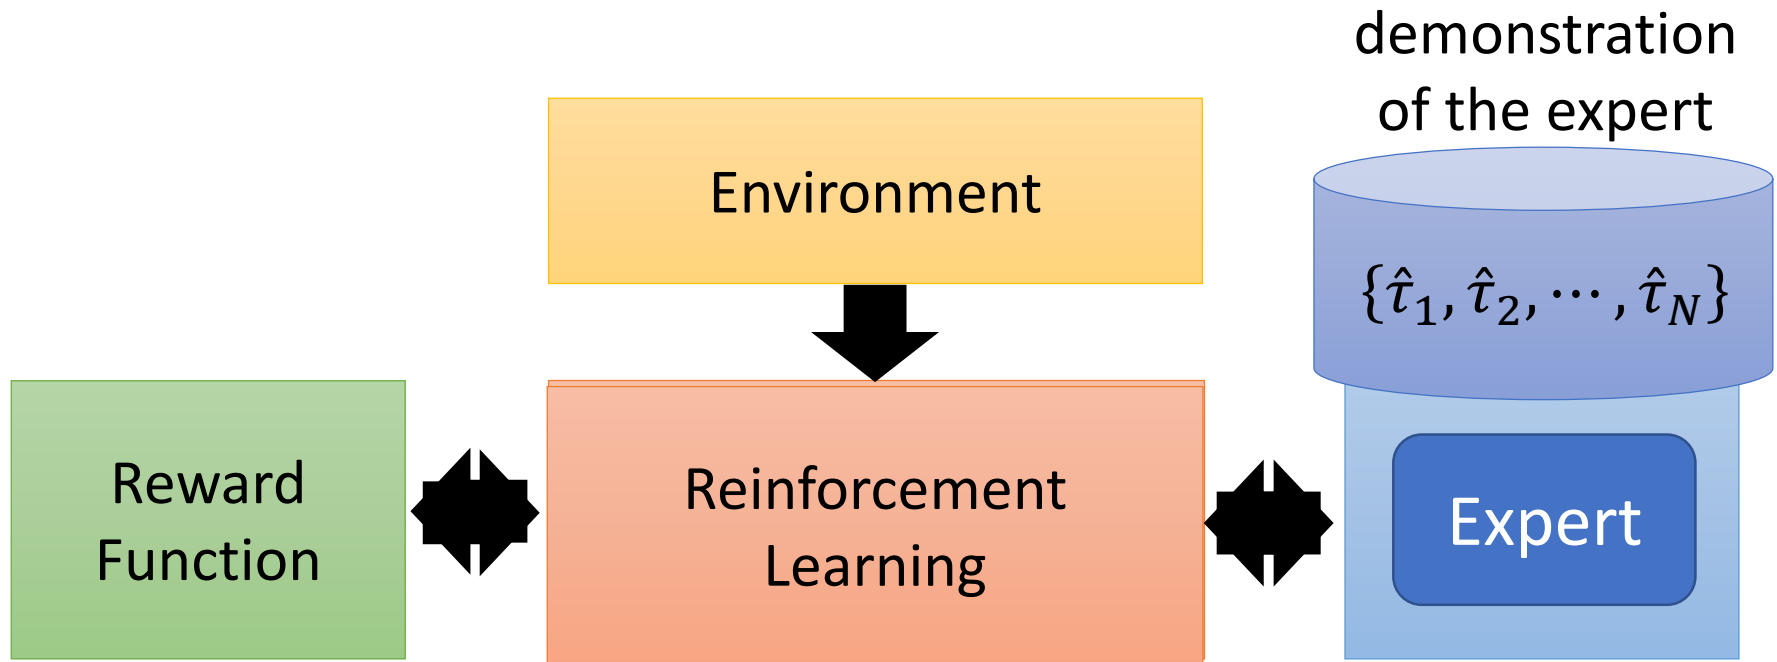 demonstration
of the expert
Environment
{τ̂₁, τ̂₂, ⋯ , τ̂_N}
Reward
Function
Reinforcement
Learning
Expert